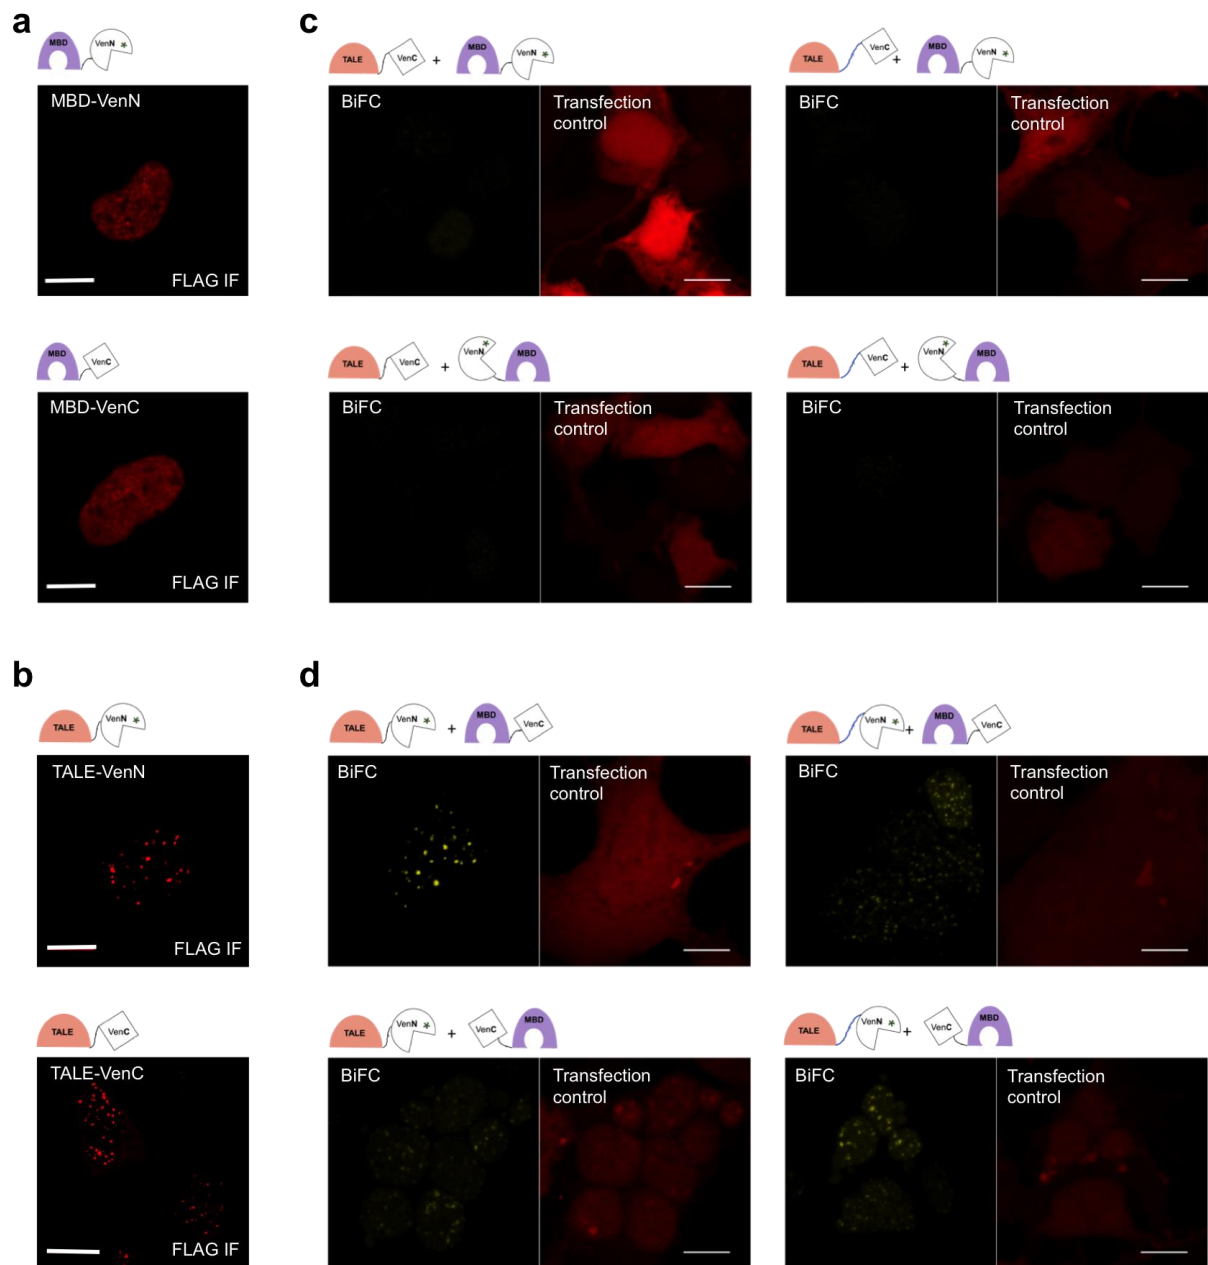 a
MBD
VenN
*
MBD-VenN
FLAG IF
MBD
VenC
MBD-VenC
FLAG IF
c
TALE
VenC
+
MBD
VenN
*
BiFC
Transfection
control
TALE
VenC
+
MBD
VenN
*
BiFC
Transfection
control
TALE
VenC
+
VenN
*
MBD
BiFC
Transfection
control
TALE
VenC
+
VenN
*
MBD
BiFC
Transfection
control
b
TALE
VenN
*
TALE-VenN
FLAG IF
TALE
VenC
TALE-VenC
FLAG IF
d
TALE
VenN
*
+
MBD
VenC
BiFC
Transfection
control
TALE
VenN
*
+
MBD
VenC
BiFC
Transfection
control
TALE
VenN
*
+
VenC
MBD
BiFC
Transfection
control
TALE
VenN
*
+
VenC
MBD
BiFC
Transfection
control